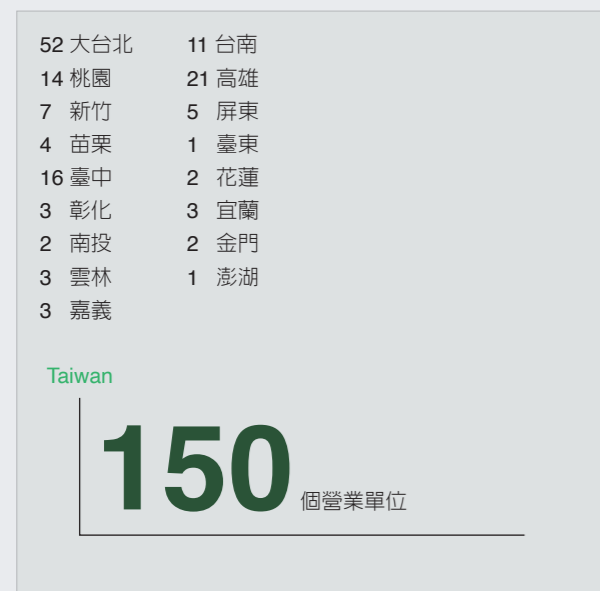 52 大台北
14 桃園
7 新竹
4 苗栗
16 臺中
3 彰化
2 南投
3 雲林
3 嘉義
11 台南
21 高雄
5 屏東
1 臺東
2 花蓮
3 宜蘭
2 金門
1 澎湖
Taiwan
150 個營業單位